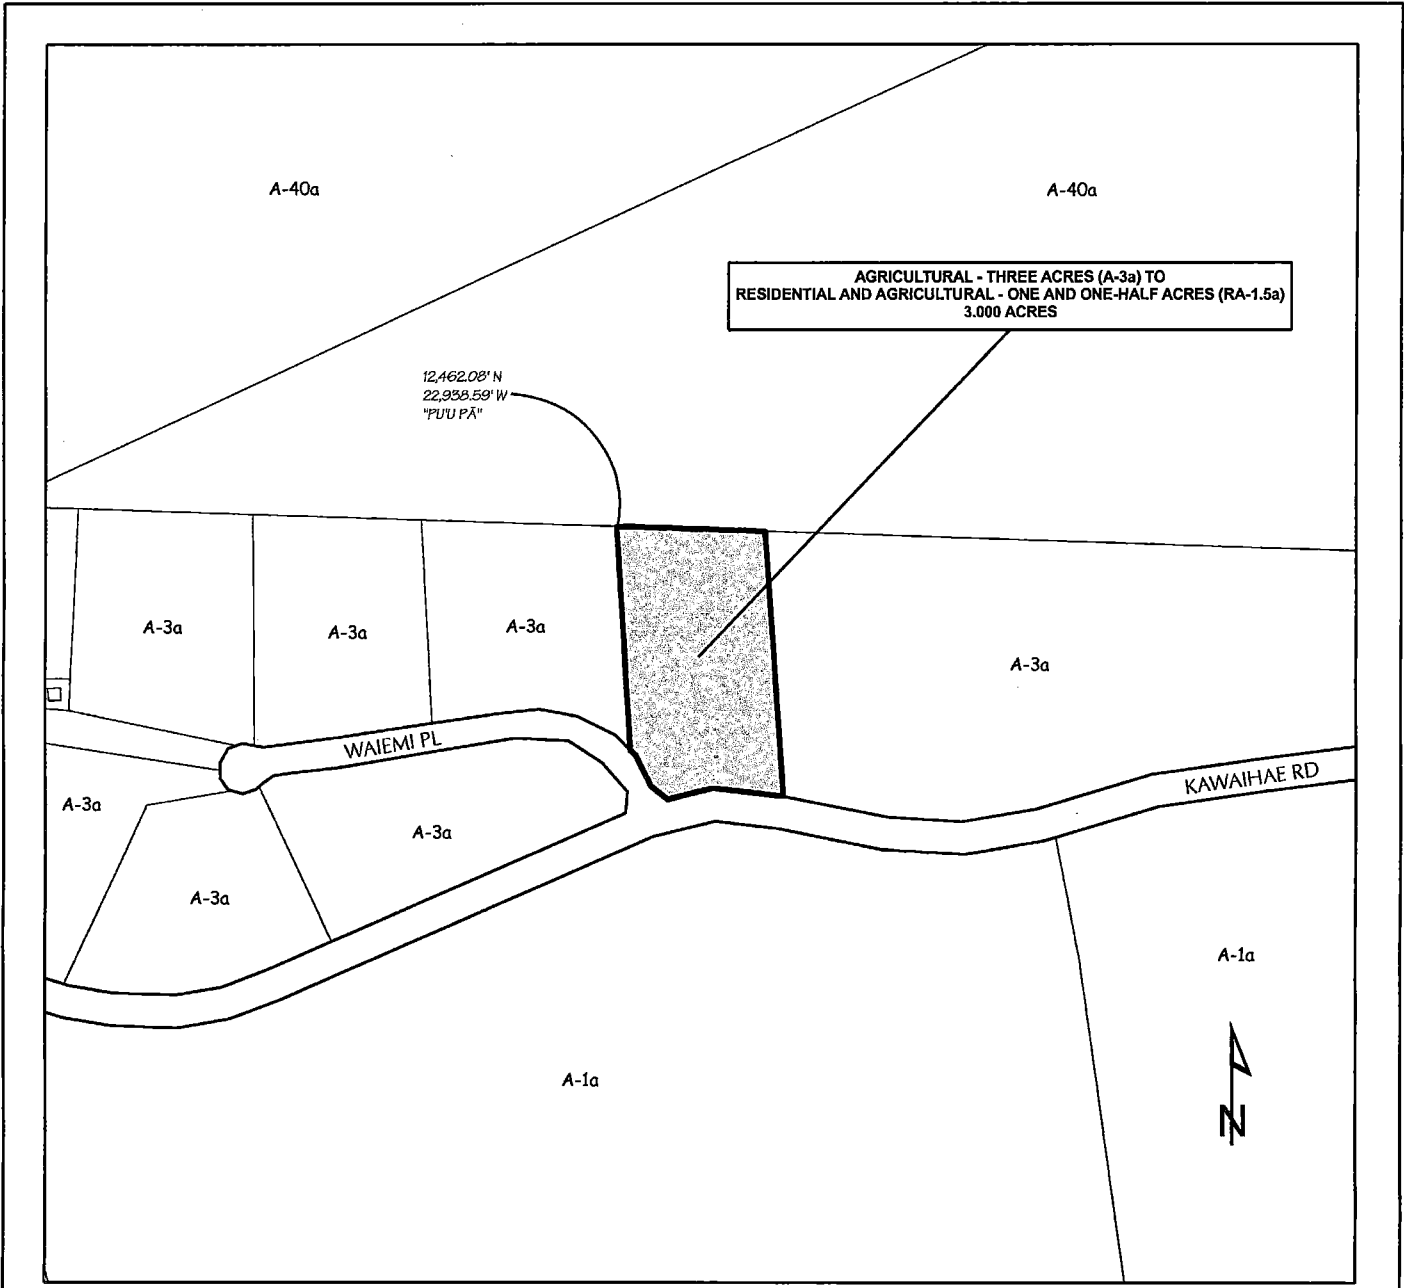 A-40a
A-40a
AGRICULTURAL - THREE ACRES (A-3a) TO
RESIDENTIAL AND AGRICULTURAL - ONE AND ONE-HALF ACRES (RA-1.5a)
3.000 ACRES
12,462.08' N
22,938.59' W
"PU'U PĀ"
A-3a
A-3a
A-3a
A-3a
WAIEMI PL
KAWAIHAE RD
A-3a
A-3a
A-3a
A-1a
A-1a
N